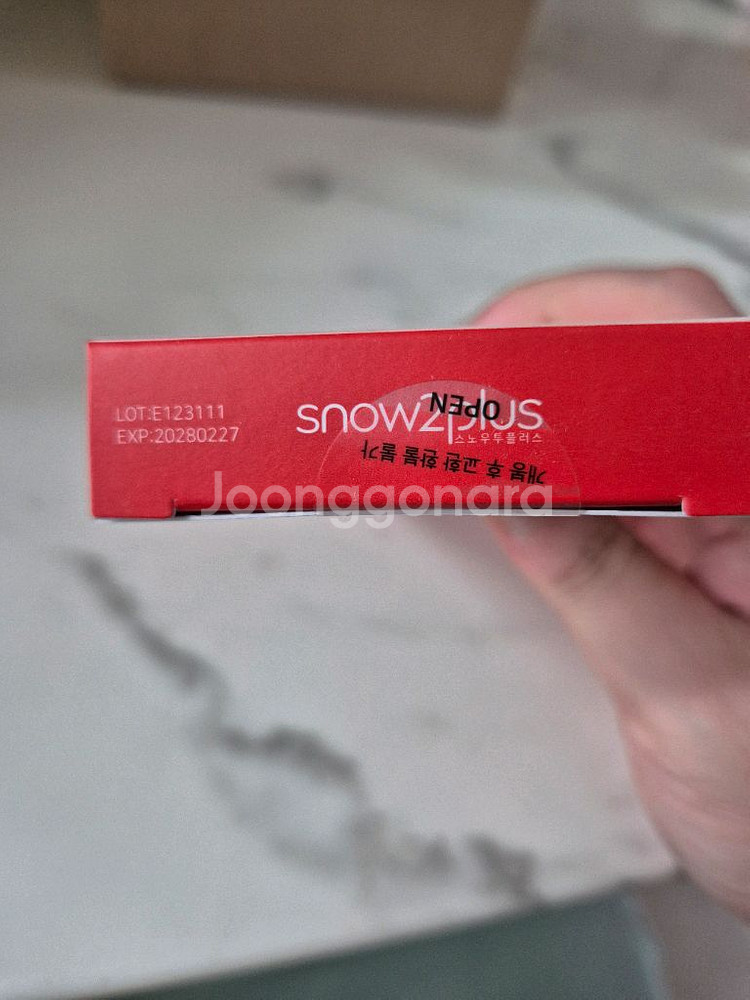 LOT:E123111
EXP:20280227
snow2plus
스노우투플러스
OPEN
개봉 후 교환 환불 불가
Joonggonara